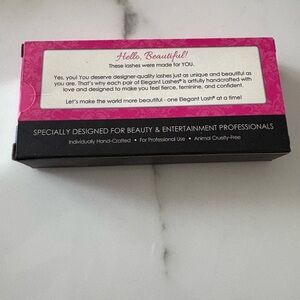 Hello, Beautiful!
These lashes were made for YOU.
Yes, you! You deserve designer-quality lashes just as unique and beautiful as
you are. That's why each pair of Elegant Lashes® is artfully handcrafted with
love and designed to make you feel fierce, feminine, and confident.
Let's make the world more beautiful - one Elegant Lash® at a time!
SPECIALLY DESIGNED FOR BEAUTY & ENTERTAINMENT PROFESSIONALS
Individually Hand-Crafted • For Professional Use • Animal Cruelty-Free